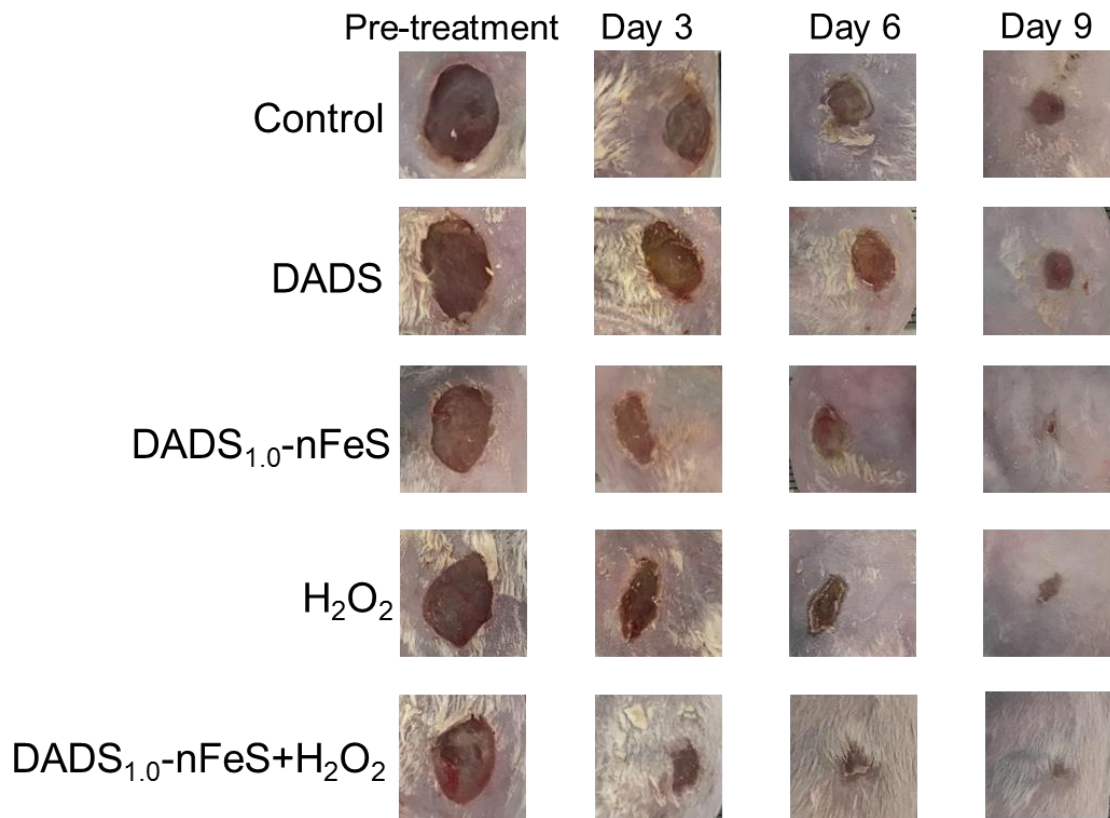 Pre-treatment Day 3 Day 6 Day 9
Control
DADS
DADS₁.₀-nFeS
H₂O₂
DADS₁.₀-nFeS+H₂O₂